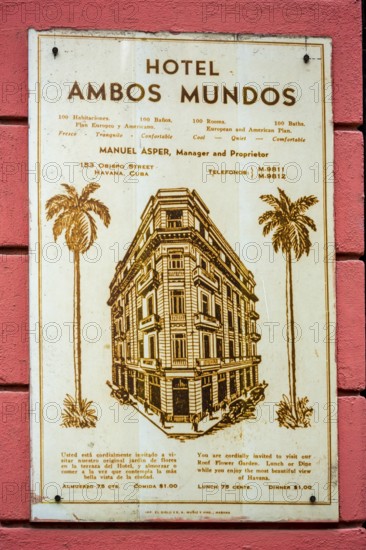 HOTEL
AMBOS MUNDOS
100 Habitaciones. 100 Baños. 100 Rooms. 100 Baths.
Plan Europeo y Americano. European and American Plan.
Fresco - Tranquilo - Confortable Cool - Quiet - Comfortable
MANUEL ASPER, Manager and Proprietor
153 OBISPO STREET
HAVANA, CUBA
TELEFONOS: M-9811
M-9812
Usted está cordialmente invitado a vi-
sitar nuestro original jardín de flores
en la terraza del Hotel, y almorzar o
comer a la vez que contempla la más
bella vista de la ciudad.
ALMUERZO 75 CTS. COMIDA $1.00
You are cordially invited to visit our
Roof Flower Garden. Lunch or Dine
while you enjoy the most beautiful view
of Havana.
LUNCH 75 CENTS. DINNER $1.00
PHOTO 12